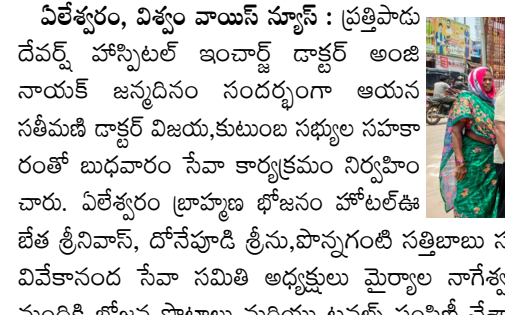 ఏలేశ్వరం, విశ్వం వాయిస్ న్యూస్ : ప్రత్తిపాడు
దేవర్ష్ హాస్పిటల్ ఇంచార్జ్ డాక్టర్ అంజి
నాయక్ జన్మదినం సందర్భంగా ఆయన
సతీమణి డాక్టర్ విజయ,కుటుంబ సభ్యుల సహకా
రంతో బుధవారం సేవా కార్యక్రమం నిర్వహిం
చారు. ఏలేశ్వరం బ్రాహ్మణ భోజనం హోటల్ఊ
బేత శ్రీనివాస్, దోనేపూడి శ్రీను,పొన్నగంటి సత్తిబాబు
వివేకానంద సేవా సమితి అధ్యక్షులు మైర్యాల